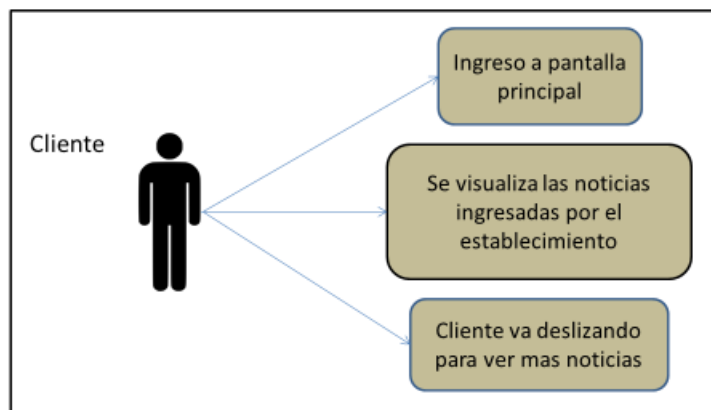 Ingreso a pantalla
principal
Cliente
Se visualiza las noticias
ingresadas por el
establecimiento
Cliente va deslizando
para ver mas noticias